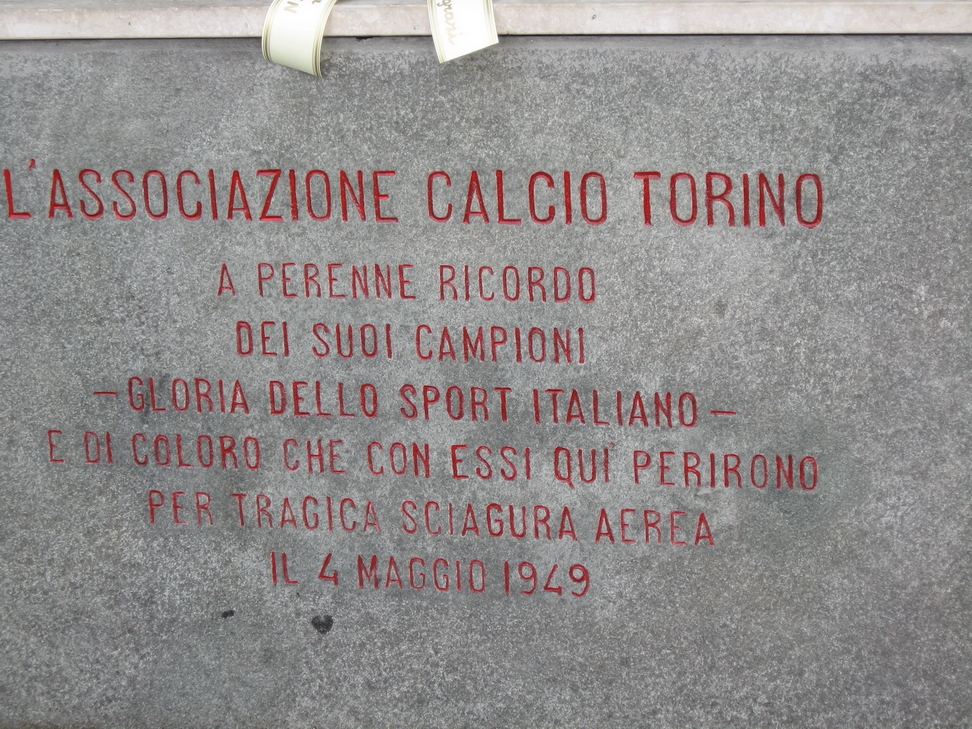 L'ASSOCIAZIONE CALCIO TORINO
A PERENNE RICORDO
DEI SUOI CAMPIONI
– GLORIA DELLO SPORT ITALIANO –
E DI COLORO CHE CON ESSI QUI' PERIRONO
PER TRAGICA SCIAGURA AEREA
IL 4 MAGGIO 1949